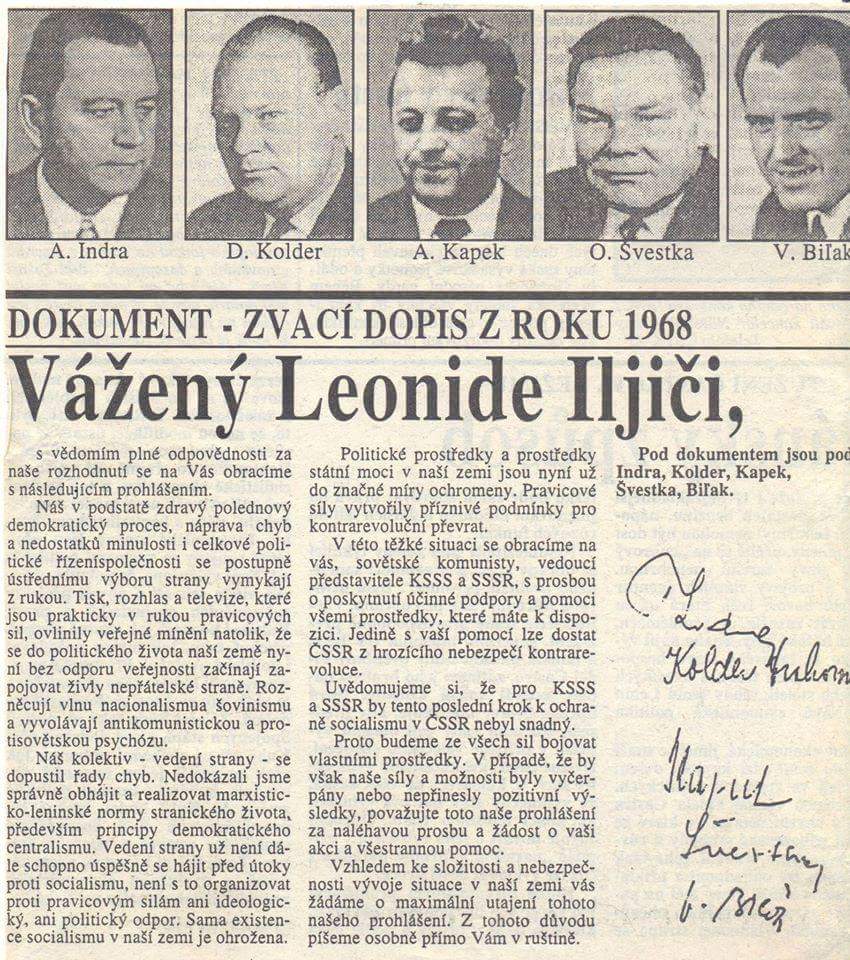 A. Indra
D. Kolder
A. Kapek
O. Švestka
V. Biľak
DOKUMENT - ZVACÍ DOPIS Z ROKU 1968
Vážený Leonide Iljiči,
s vědomím plné odpovědnosti za
naše rozhodnutí se na Vás obracíme
s následujícím prohlášením.
Náš v podstatě zdravý polednový
demokratický proces, náprava chyb
a nedostatků minulosti i celkové poli-
tické řízeníspolečnosti se postupně
ústřednímu výboru strany vymykají
z rukou. Tisk, rozhlas a televize, které
jsou prakticky v rukou pravicových
sil, ovlinily veřejné mínění natolik, že
se do politického života naší země ny-
ní bez odporu veřejnosti začínají za-
pojovat živly nepřátelské straně. Roz-
něcují vlnu nacionalismua šovinismu
a vyvolávají antikomunistickou a pro-
tisovětskou psychózu.
Náš kolektiv - vedení strany - se
dopustil řady chyb. Nedokázali jsme
správně obhájit a realizovat marxistic-
ko-leninské normy stranického života,
především principy demokratického
centralismu. Vedení strany už není dá-
le schopno úspěšně se hájit před útoky
proti socialismu, není s to organizovat
proti pravicovým silám ani ideologic-
ký, ani politický odpor. Sama existen-
ce socialismu v naší zemi je ohrožena.
Politické prostředky a prostředky
státní moci v naší zemí jsou nyní už
do značné míry ochromeny. Pravicové
síly vytvořily příznivé podmínky pro
kontrarevoluční převrat.
V této těžké situaci se obracíme na
vás, sovětské komunisty, vedoucí
představitele KSSS a SSSR, s prosbou
o poskytnutí účinné podpory a pomoci
všemi prostředky, které máte k dispo-
zici. Jedině s vaší pomocí lze dostat
ČSSR z hrozícího nebezpečí kontrare-
voluce.
Uvědomujeme si, že pro KSSS
a SSSR by tento poslední krok k ochra-
ně socialismu v ČSSR nebyl snadný.
Proto budeme ze všech sil bojovat
vlastními prostředky. V případě, že by
však naše síly a možnosti byly vyčer-
pány nebo nepřinesly pozitivní vý-
sledky, považujte toto naše prohlášení
za naléhavou prosbu a žádost o vaši
akci a všestrannou pomoc.
Vzhledem ke složitosti a nebezpeč-
nosti vývoje situace v naší zemi vás
žádáme o maximální utajení tohoto
našeho prohlášení. Z tohoto důvodu
píšeme osobně přímo Vám v ruštině.
Pod dokumentem jsou pod
Indra, Kolder, Kapek,
Švestka, Biľak.
Indra
Kolder
Kapek
Švestka
V. Biľak